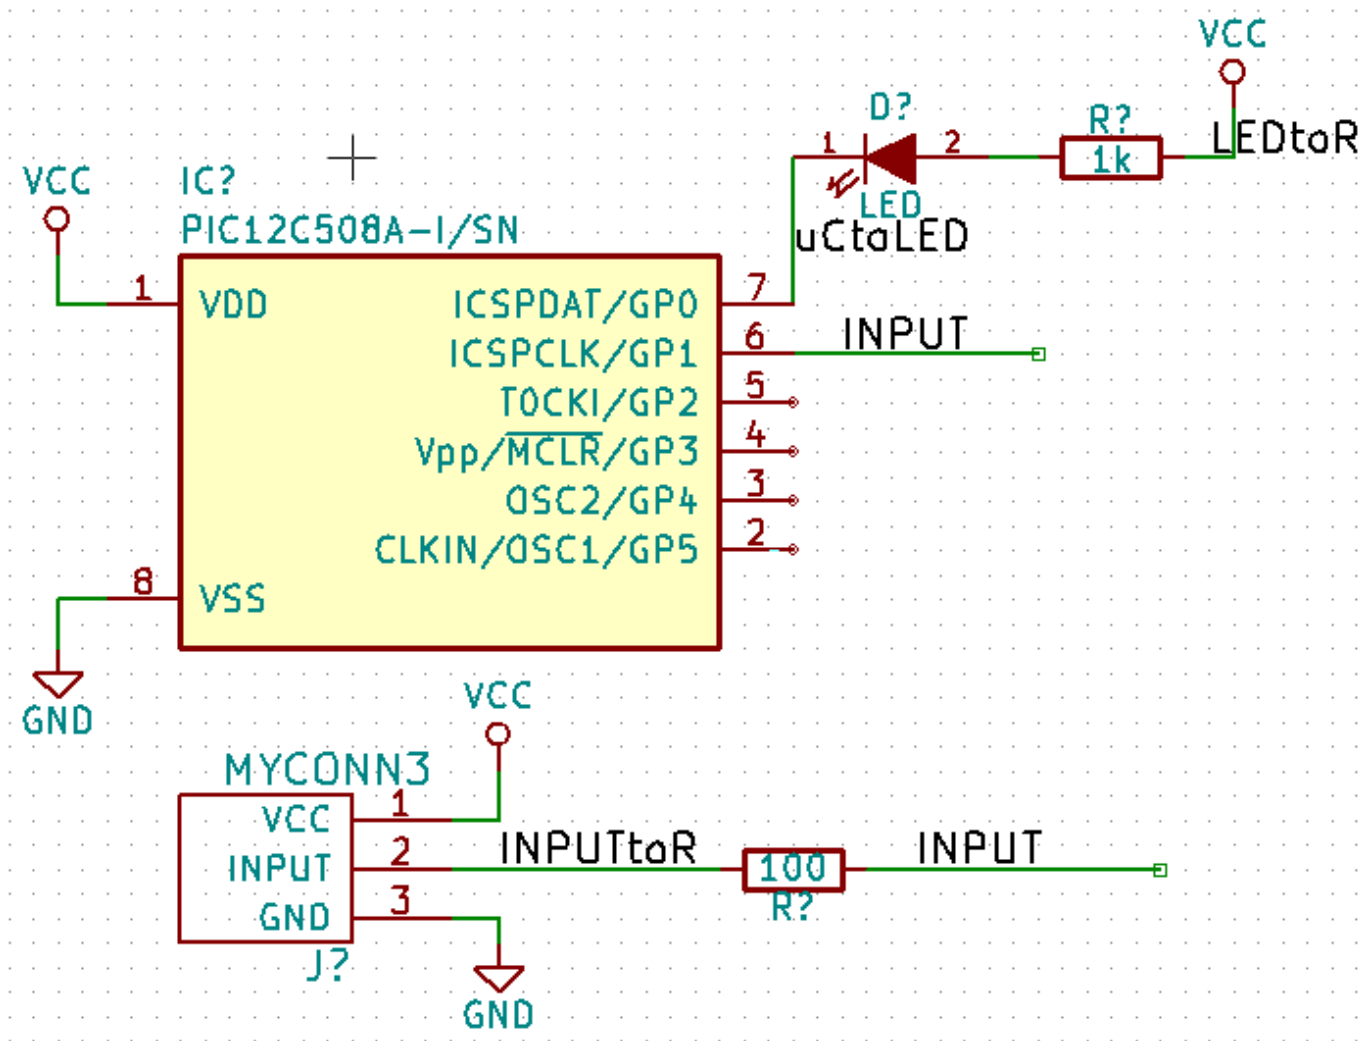 VCC
D?
R?
LEDtoR
1
2
1k
VCC
IC?
LED
PIC12C508A-I/SN
uCtoLED
1
VDD
ICSPDAT/GP0
7
INPUT
ICSPCLK/GP1
6
T0CKI/GP2
5
Vpp/MCLR/GP3
4
OSC2/GP4
3
CLKIN/OSC1/GP5
2
8
VSS
GND
VCC
MYCONN3
VCC
1
INPUT
2
INPUTtoR
100
INPUT
R?
GND
3
J?
GND